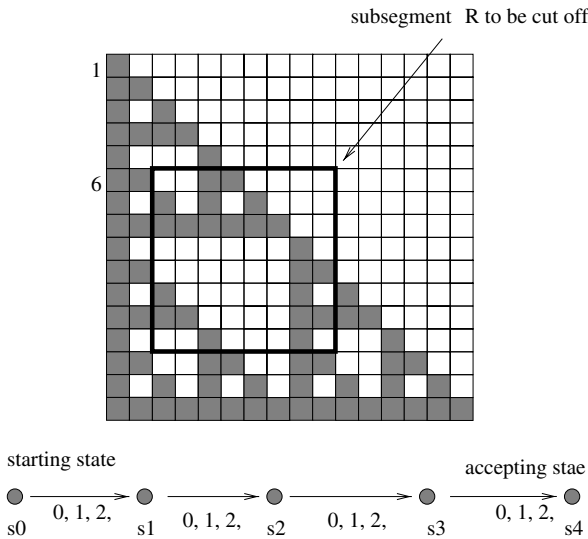 subsegment R to be cut off
1
6
starting state
accepting stae
0, 1, 2,
0, 1, 2,
0, 1, 2,
0, 1, 2,
s0
s1
s2
s3
s4